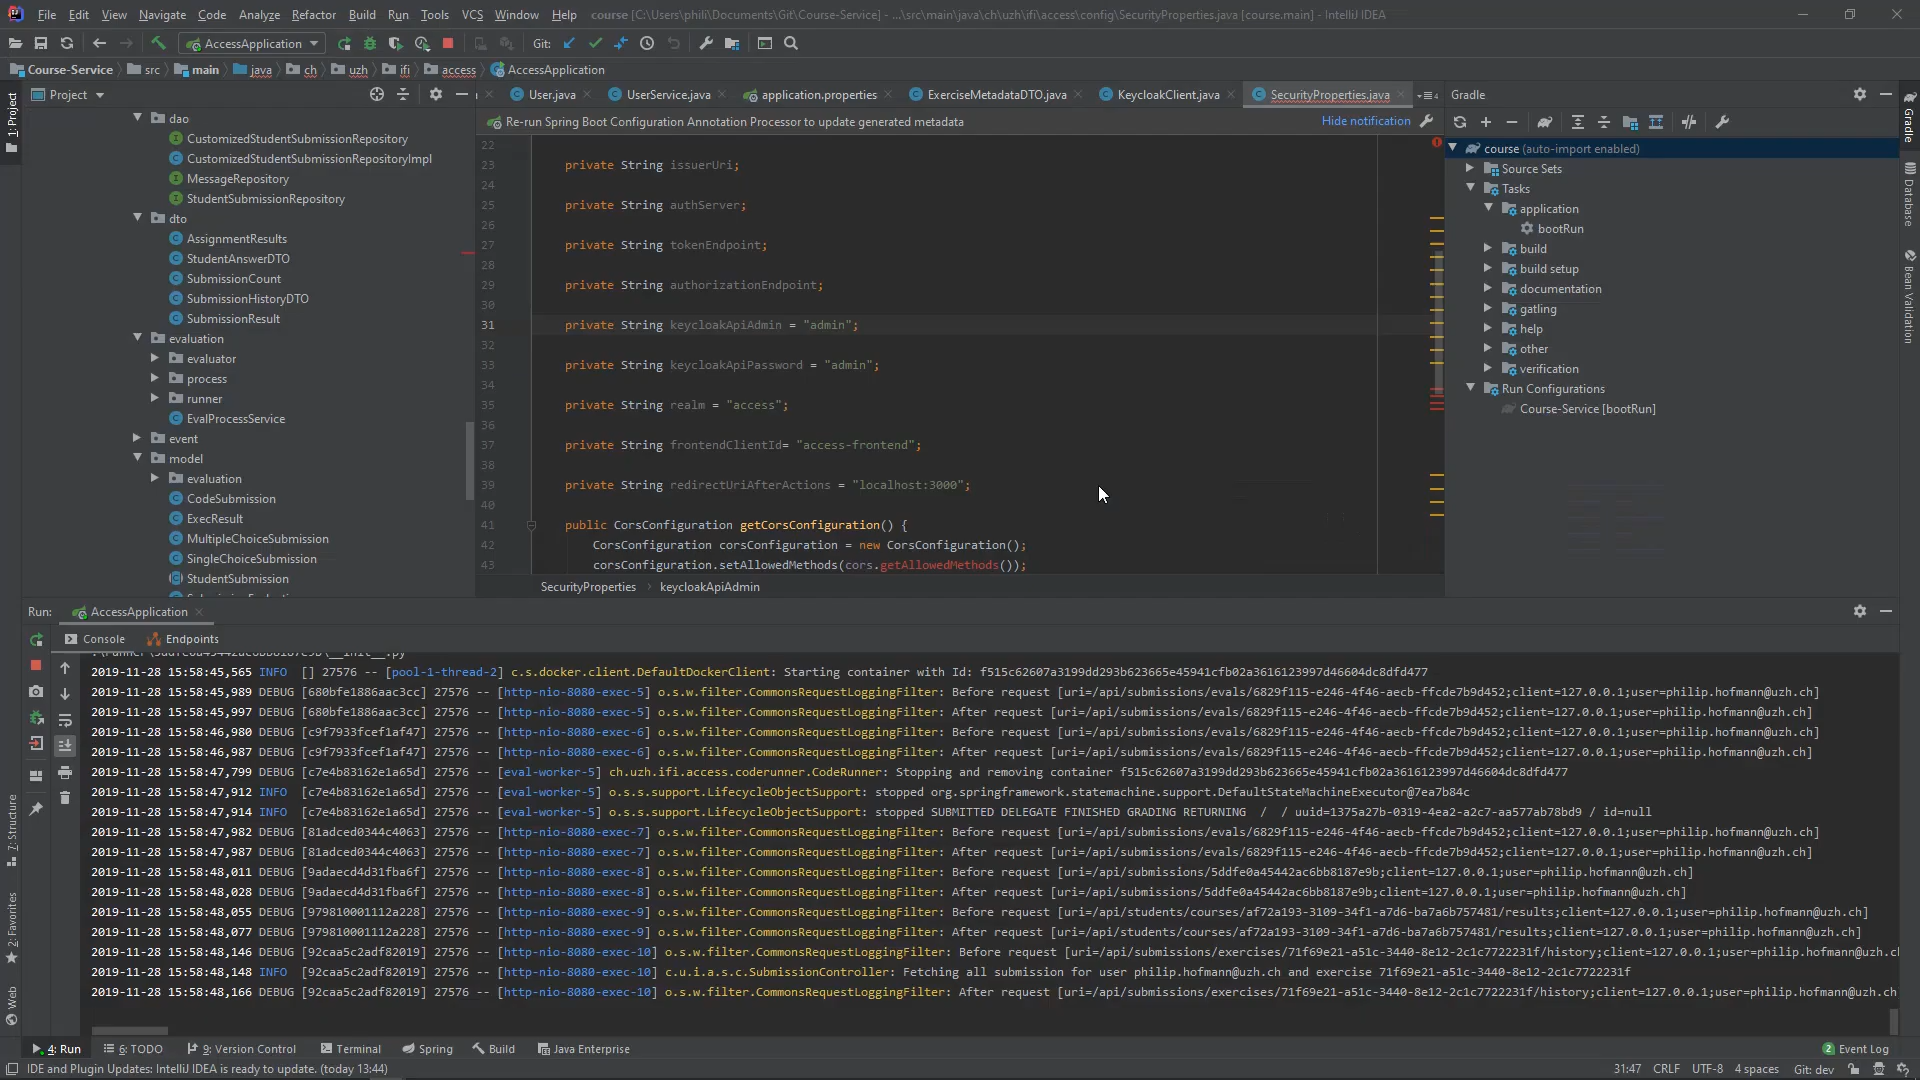 File Edit View Navigate Code Analyze Refactor Build Run Tools VCS Window Help course [C:\Users\phili\Documents\Git\Course-Service] - ...\src\main\java\ch\uzh\ifi\access\config\SecurityProperties.java [course.main] - IntelliJ IDEA
AccessApplication Git:
Course-Service src main java ch uzh ifi access AccessApplication
Project User.java UserService.java application.properties ExerciseMetadataDTO.java KeycloakClient.java SecurityProperties.java Gradle
Re-run Spring Boot Configuration Annotation Processor to update generated metadata Hide notification
1: Project
dao
CustomizedStudentSubmissionRepository
CustomizedStudentSubmissionRepositoryImpl
MessageRepository
StudentSubmissionRepository
dto
AssignmentResults
StudentAnswerDTO
SubmissionCount
SubmissionHistoryDTO
SubmissionResult
evaluation
evaluator
process
runner
EvalProcessService
event
model
evaluation
CodeSubmission
ExecResult
MultipleChoiceSubmission
SingleChoiceSubmission
StudentSubmission
22
23 private String issuerUri;
24
25 private String authServer;
26
27 private String tokenEndpoint;
28
29 private String authorizationEndpoint;
30
31 private String keycloakApiAdmin = "admin";
32
33 private String keycloakApiPassword = "admin";
34
35 private String realm = "access";
36
37 private String frontendClientId= "access-frontend";
38
39 private String redirectUriAfterActions = "localhost:3000";
40
41 public CorsConfiguration getCorsConfiguration() {
42 CorsConfiguration corsConfiguration = new CorsConfiguration();
43 corsConfiguration.setAllowedMethods(cors.getAllowedMethods());
SecurityProperties › keycloakApiAdmin
course (auto-import enabled)
Source Sets
Tasks
application
bootRun
build
build setup
documentation
gatling
help
other
verification
Run Configurations
Course-Service [bootRun]
Gradle
Database
Bean Validation
Run: AccessApplication
Console Endpoints
2019-11-28 15:58:45,565 INFO [] 27576 -- [pool-1-thread-2] c.s.docker.client.DefaultDockerClient: Starting container with Id: f515c62607a3199dd293b623665e45941cfb02a3616123997d46604dc8dfd477
2019-11-28 15:58:45,989 DEBUG [680bfe1886aac3cc] 27576 -- [http-nio-8080-exec-5] o.s.w.filter.CommonsRequestLoggingFilter: Before request [uri=/api/submissions/evals/6829f115-e246-4f46-aecb-ffcde7b9d452;client=127.0.0.1;user=philip.hofmann@uzh.ch]
2019-11-28 15:58:45,997 DEBUG [680bfe1886aac3cc] 27576 -- [http-nio-8080-exec-5] o.s.w.filter.CommonsRequestLoggingFilter: After request [uri=/api/submissions/evals/6829f115-e246-4f46-aecb-ffcde7b9d452;client=127.0.0.1;user=philip.hofmann@uzh.ch]
2019-11-28 15:58:46,980 DEBUG [c9f7933fcef1af47] 27576 -- [http-nio-8080-exec-6] o.s.w.filter.CommonsRequestLoggingFilter: Before request [uri=/api/submissions/evals/6829f115-e246-4f46-aecb-ffcde7b9d452;client=127.0.0.1;user=philip.hofmann@uzh.ch]
2019-11-28 15:58:46,987 DEBUG [c9f7933fcef1af47] 27576 -- [http-nio-8080-exec-6] o.s.w.filter.CommonsRequestLoggingFilter: After request [uri=/api/submissions/evals/6829f115-e246-4f46-aecb-ffcde7b9d452;client=127.0.0.1;user=philip.hofmann@uzh.ch]
2019-11-28 15:58:47,799 DEBUG [c7e4b83162e1a65d] 27576 -- [eval-worker-5] ch.uzh.ifi.access.coderunner.CodeRunner: Stopping and removing container f515c62607a3199dd293b623665e45941cfb02a3616123997d46604dc8dfd477
2019-11-28 15:58:47,912 INFO [c7e4b83162e1a65d] 27576 -- [eval-worker-5] o.s.s.support.LifecycleObjectSupport: stopped org.springframework.statemachine.support.DefaultStateMachineExecutor@7ea7b84c
2019-11-28 15:58:47,914 INFO [c7e4b83162e1a65d] 27576 -- [eval-worker-5] o.s.s.support.LifecycleObjectSupport: stopped SUBMITTED DELEGATE FINISHED GRADING RETURNING / / uuid=1375a27b-0319-4ea2-a2c7-aa577ab78bd9 / id=null
2019-11-28 15:58:47,982 DEBUG [81adced0344c4063] 27576 -- [http-nio-8080-exec-7] o.s.w.filter.CommonsRequestLoggingFilter: Before request [uri=/api/submissions/evals/6829f115-e246-4f46-aecb-ffcde7b9d452;client=127.0.0.1;user=philip.hofmann@uzh.ch]
2019-11-28 15:58:47,987 DEBUG [81adced0344c4063] 27576 -- [http-nio-8080-exec-7] o.s.w.filter.CommonsRequestLoggingFilter: After request [uri=/api/submissions/evals/6829f115-e246-4f46-aecb-ffcde7b9d452;client=127.0.0.1;user=philip.hofmann@uzh.ch]
2019-11-28 15:58:48,011 DEBUG [9adaecd4d31fba6f] 27576 -- [http-nio-8080-exec-8] o.s.w.filter.CommonsRequestLoggingFilter: Before request [uri=/api/submissions/5ddfe0a45442ac6bb8187e9b;client=127.0.0.1;user=philip.hofmann@uzh.ch]
2019-11-28 15:58:48,028 DEBUG [9adaecd4d31fba6f] 27576 -- [http-nio-8080-exec-8] o.s.w.filter.CommonsRequestLoggingFilter: After request [uri=/api/submissions/5ddfe0a45442ac6bb8187e9b;client=127.0.0.1;user=philip.hofmann@uzh.ch]
2019-11-28 15:58:48,055 DEBUG [979810001112a228] 27576 -- [http-nio-8080-exec-9] o.s.w.filter.CommonsRequestLoggingFilter: Before request [uri=/api/students/courses/af72a193-3109-34f1-a7d6-ba7a6b757481/results;client=127.0.0.1;user=philip.hofmann@uzh.ch]
2019-11-28 15:58:48,077 DEBUG [979810001112a228] 27576 -- [http-nio-8080-exec-9] o.s.w.filter.CommonsRequestLoggingFilter: After request [uri=/api/students/courses/af72a193-3109-34f1-a7d6-ba7a6b757481/results;client=127.0.0.1;user=philip.hofmann@uzh.ch]
2019-11-28 15:58:48,146 DEBUG [92caa5c2adf82019] 27576 -- [http-nio-8080-exec-10] o.s.w.filter.CommonsRequestLoggingFilter: Before request [uri=/api/submissions/exercises/71f69e21-a51c-3440-8e12-2c1c7722231f/history;client=127.0.0.1;user=philip.hofmann@uzh.ch
2019-11-28 15:58:48,148 INFO [92caa5c2adf82019] 27576 -- [http-nio-8080-exec-10] c.u.i.a.s.c.SubmissionController: Fetching all submission for user philip.hofmann@uzh.ch and exercise 71f69e21-a51c-3440-8e12-2c1c7722231f
2019-11-28 15:58:48,166 DEBUG [92caa5c2adf82019] 27576 -- [http-nio-8080-exec-10] o.s.w.filter.CommonsRequestLoggingFilter: After request [uri=/api/submissions/exercises/71f69e21-a51c-3440-8e12-2c1c7722231f/history;client=127.0.0.1;user=philip.hofmann@uzh.ch
7: Structure
2: Favorites
Web
4: Run 6: TODO 9: Version Control Terminal Spring Build Java Enterprise 2 Event Log
IDE and Plugin Updates: IntelliJ IDEA is ready to update. (today 13:44) 31:47 CRLF UTF-8 4 spaces Git: dev